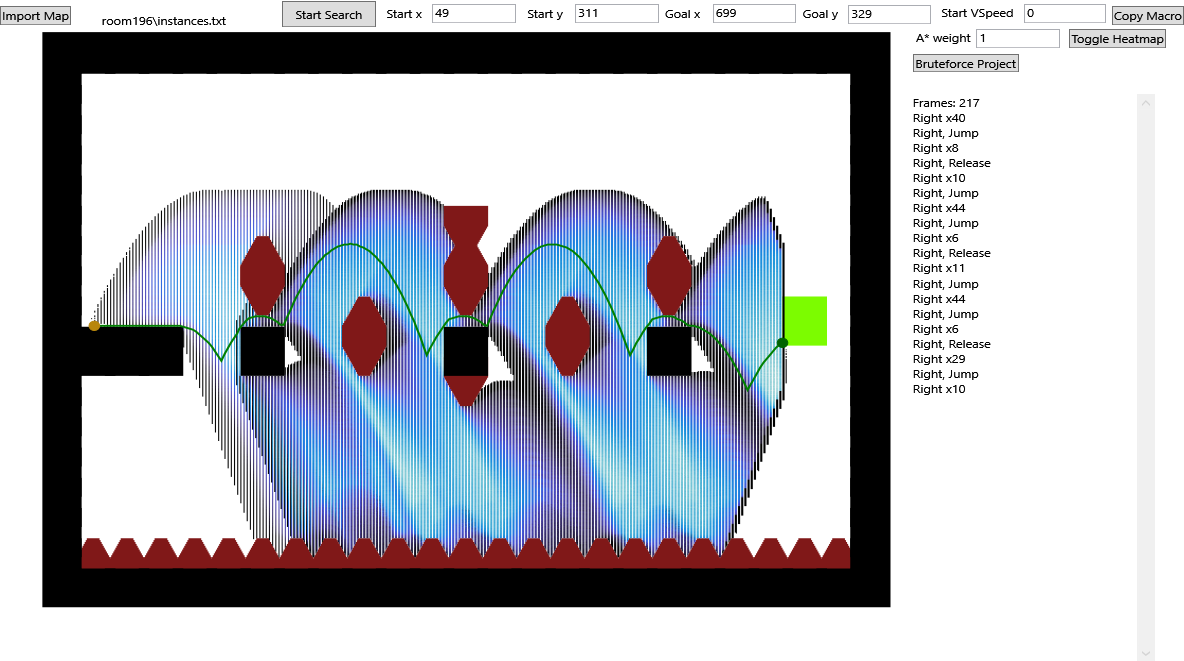 Import Map room196\instances.txt Start Search Start x 49 Start y 311 Goal x 699 Goal y 329 Start VSpeed 0 Copy Macro
A* weight 1 Toggle Heatmap
Bruteforce Project
Frames: 217
Right x40
Right, Jump
Right x8
Right, Release
Right x10
Right, Jump
Right x44
Right, Jump
Right x6
Right, Release
Right x11
Right, Jump
Right x44
Right, Jump
Right x6
Right, Release
Right x29
Right, Jump
Right x10